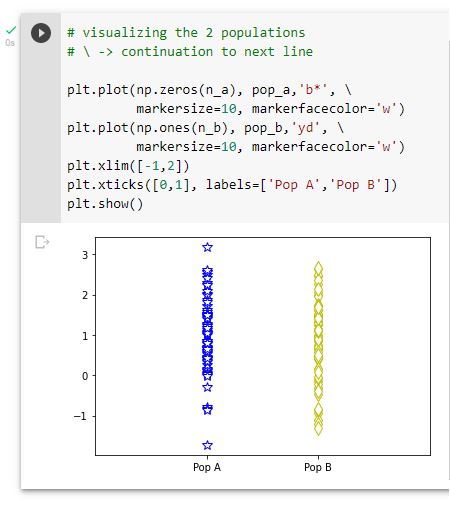 0s
# visualizing the 2 populations
# \ -> continuation to next line
plt.plot(np.zeros(n_a), pop_a,'b*', \
         markersize=10, markerfacecolor='w')
plt.plot(np.ones(n_b), pop_b,'yd', \
         markersize=10, markerfacecolor='w')
plt.xlim([-1,2])
plt.xticks([0,1], labels=['Pop A','Pop B'])
plt.show()
3
2
1
0
−1
Pop A Pop B